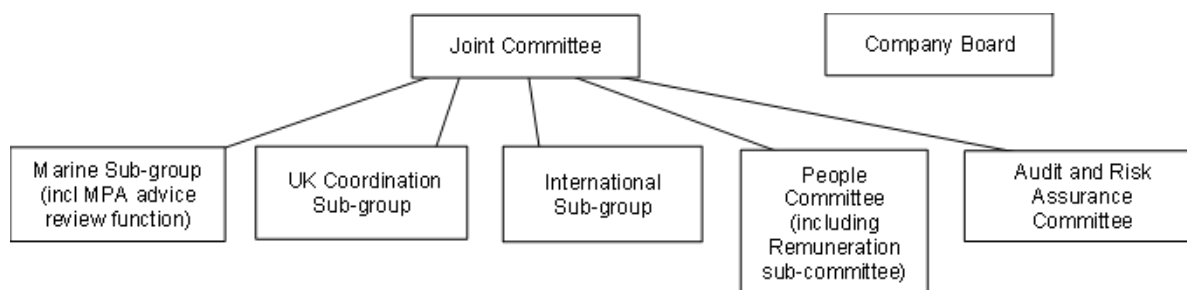 Joint Committee
Company Board
Marine Sub-group
(incl MPA advice
review function)
UK Coordination
Sub-group
International
Sub-group
People
Committee
(including
Remuneration
sub-committee)
Audit and Risk
Assurance
Committee